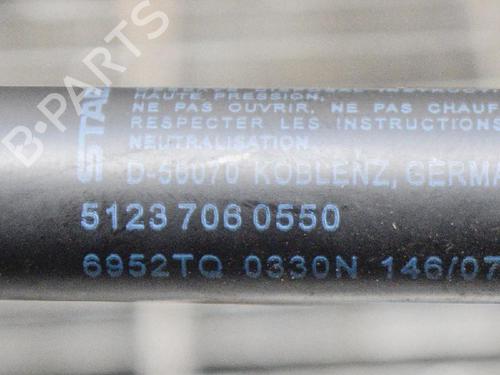 HAUTE PRESSION.
NE PAS OUVRIR, NE PAS CHAUF
RESPECTER LES INSTRUCTIONS
NEUTRALISATION.
D-56070 KOBLENZ, GERMA
STAB
5123 706 0550
6952TQ 0330N 146/07
B-PARTS